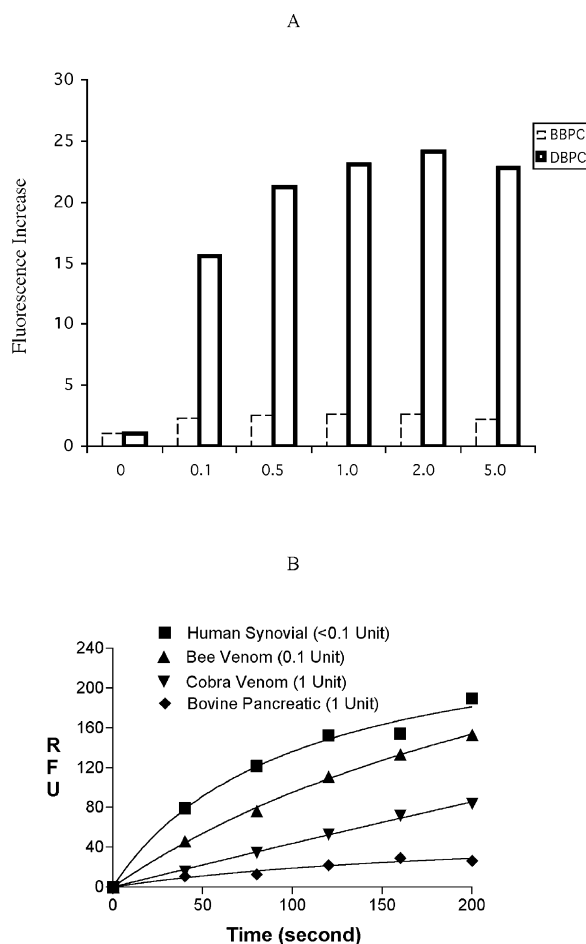 A
30
25
20
15
10
5
0
Fluorescence Increase
BBPC
DBPC
0 0.1 0.5 1.0 2.0 5.0
B
Human Synovial (<0.1 Unit)
Bee Venom (0.1 Unit)
Cobra Venom (1 Unit)
Bovine Pancreatic (1 Unit)
240
200
160
120
80
40
0
RFU
0 50 100 150 200
Time (second)